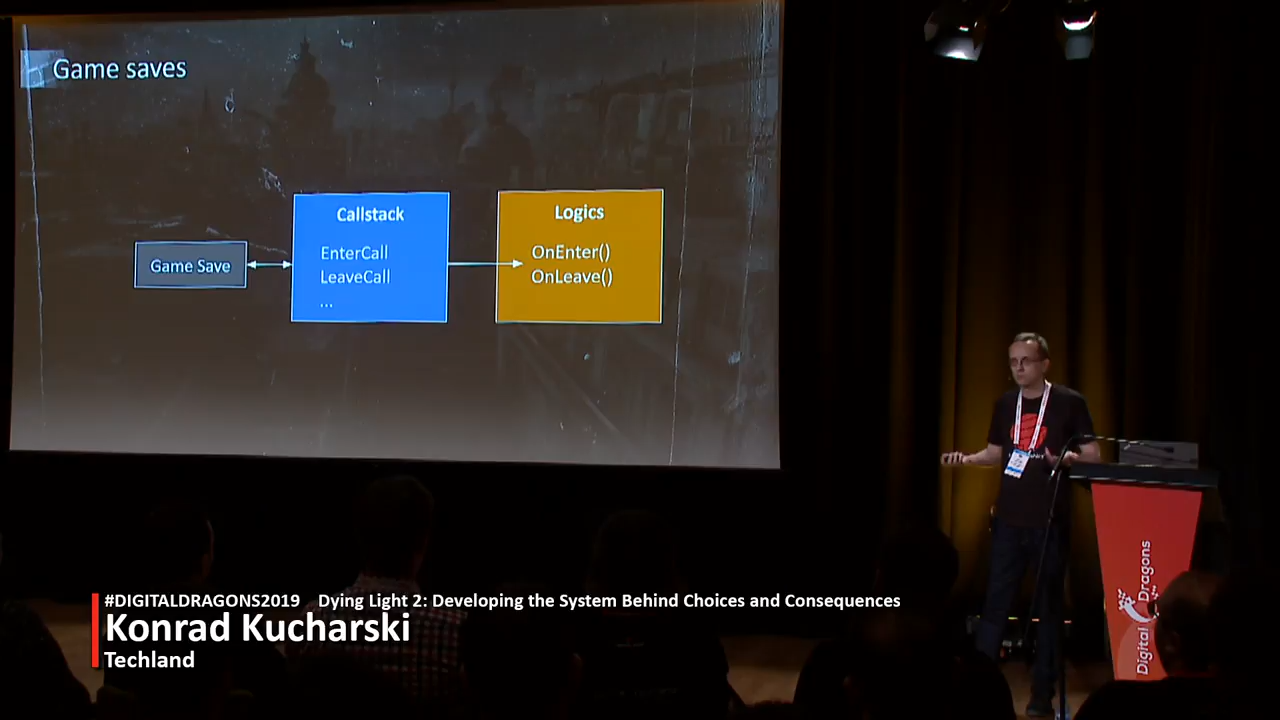 Game saves
Game Save
Callstack
EnterCall
LeaveCall
...
Logics
OnEnter()
OnLeave()
#DIGITALDRAGONS2019 Dying Light 2: Developing the System Behind Choices and Consequences
Konrad Kucharski
Techland
Digital Dragons